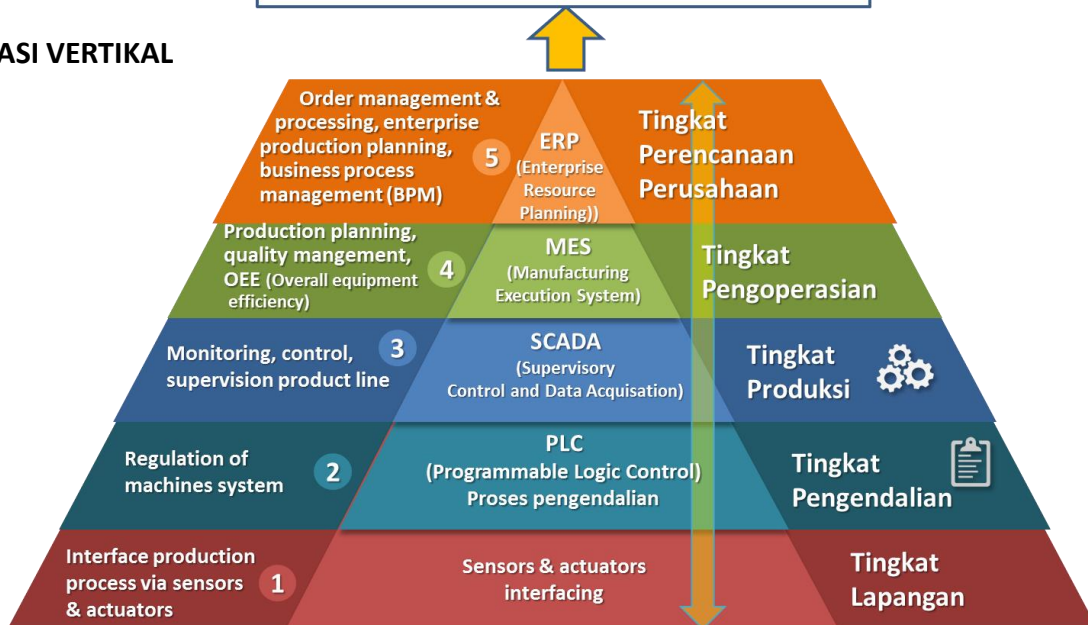 ASI VERTIKAL
Order management &
processing, enterprise
production planning,
business process
management (BPM)
5
ERP
(Enterprise
Resource
Planning))
Tingkat
Perencanaan
Perusahaan
Production planning,
quality mangement,
OEE (Overall equipment
efficiency)
4
MES
(Manufacturing
Execution System)
Tingkat
Pengoperasian
Monitoring, control,
supervision product line
3
SCADA
(Supervisory
Control and Data Acquisation)
Tingkat
Produksi
Regulation of
machines system
2
PLC
(Programmable Logic Control)
Proses pengendalian
Tingkat
Pengendalian
Interface production
process via sensors
& actuators
1
Sensors & actuators
interfacing
Tingkat
Lapangan